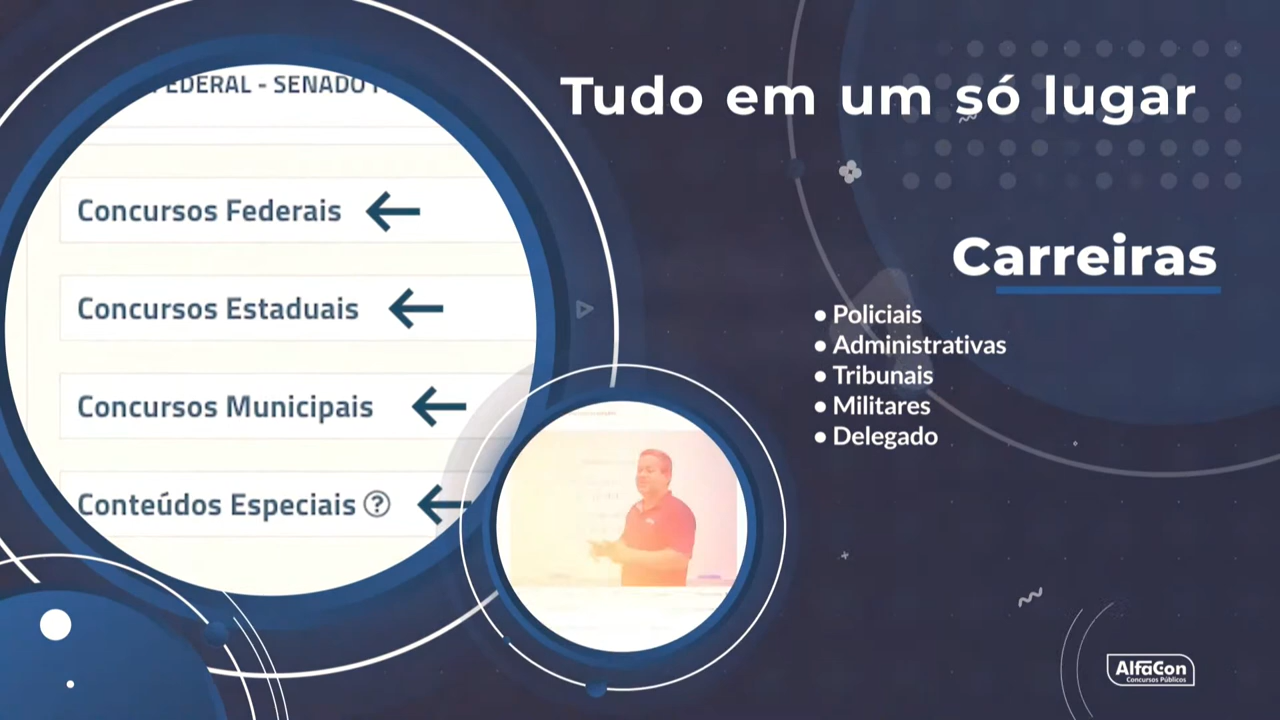 Tudo em um só lugar
EDERAL - SENADO
Concursos Federais
Concursos Estaduais
Concursos Municipais
Conteúdos Especiais ?
Carreiras
• Policiais
• Administrativas
• Tribunais
• Militares
• Delegado
AlfaCon
Concursos Públicos